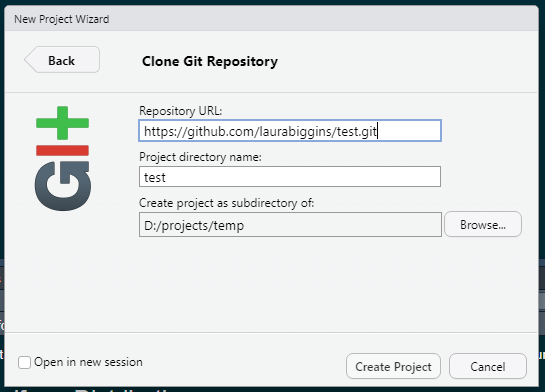 New Project Wizard
Back
Clone Git Repository
git
Repository URL:
https://github.com/laurabiggins/test.git
Project directory name:
test
Create project as subdirectory of:
D:/projects/temp
Browse...
Open in new session
Create Project
Cancel